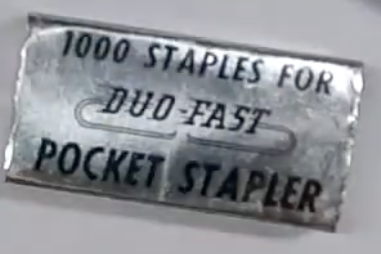 1000 STAPLES FOR
DUO-FAST
POCKET STAPLER